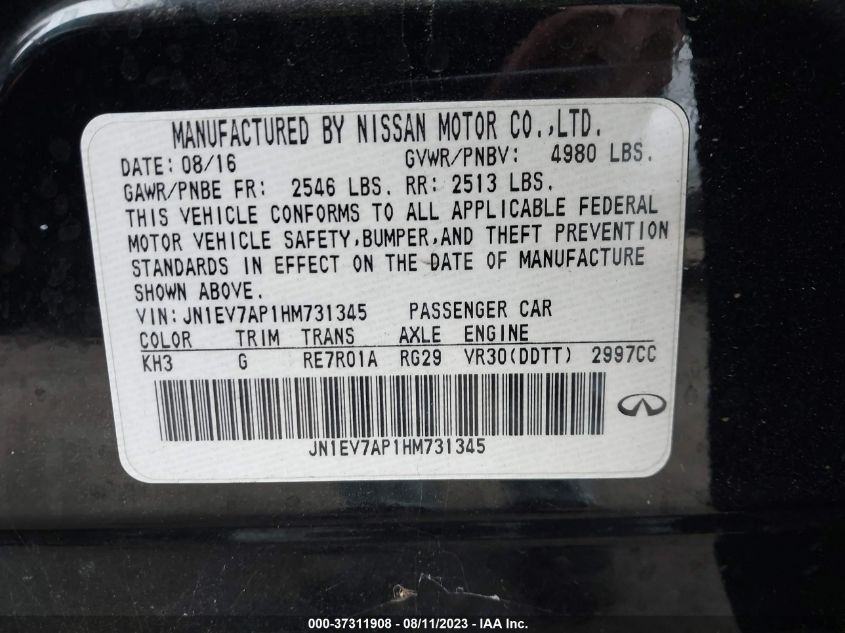 MANUFACTURED BY NISSAN MOTOR CO.,LTD.
DATE: 08/16 GVWR/PNBV: 4980 LBS.
GAWR/PNBE FR: 2546 LBS. RR: 2513 LBS.
THIS VEHICLE CONFORMS TO ALL APPLICABLE FEDERAL
MOTOR VEHICLE SAFETY,BUMPER,AND THEFT PREVENTION
STANDARDS IN EFFECT ON THE DATE OF MANUFACTURE
SHOWN ABOVE.
VIN: JN1EV7AP1HM731345 PASSENGER CAR
COLOR TRIM TRANS AXLE ENGINE
KH3 G RE7R01A RG29 VR30(DDTT) 2997CC
JN1EV7AP1HM731345
000-37311908 - 08/11/2023 - IAA Inc.